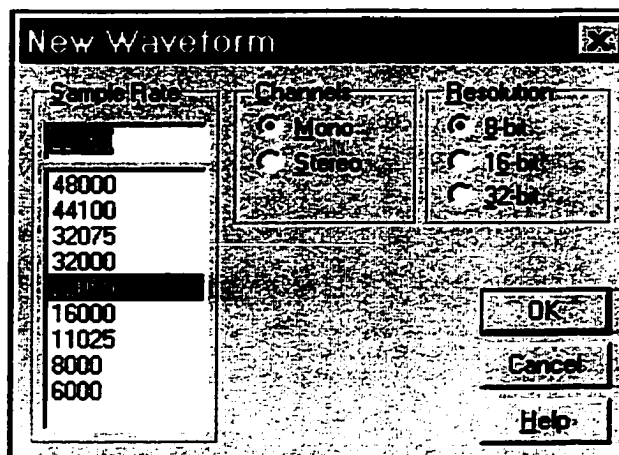 New Waveform
Sample Rate
48000
44100
32075
32000
16000
11025
8000
6000
Channels
Mono
Stereo
Resolution
8-bit
16-bit
32-bit
OK
Cancel
Help